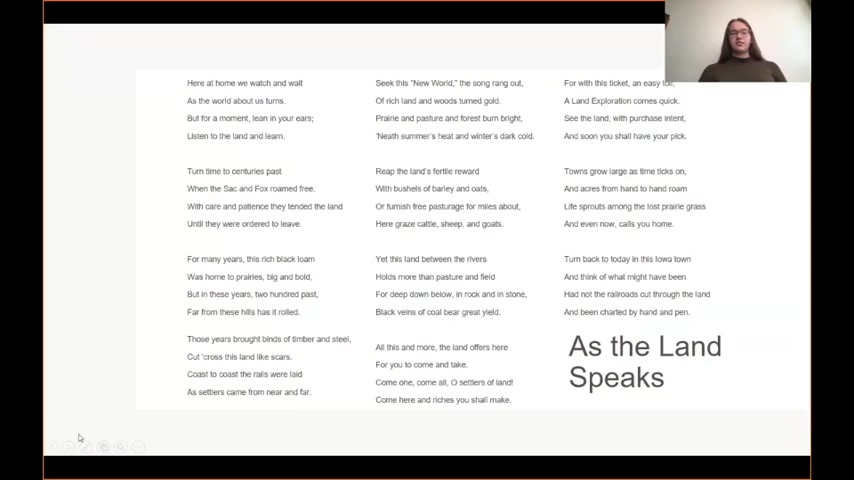 Here at home we watch and wait
As the world about us turns.
But for a moment, lean in your ears;
Listen to the land and learn.
Turn time to centuries past
When the Sac and Fox roamed free.
With care and patience they tended the land
Until they were ordered to leave.
For many years, this rich black loam
Was home to prairies, big and bold,
But in these years, two hundred past,
Far from these hills has it rolled.
Those years brought binds of timber and steel,
Cut 'cross this land like scars.
Coast to coast the rails were laid
As settlers came from near and far.
Seek this "New World," the song rang out,
Of rich land and woods turned gold.
Prairie and pasture and forest burn bright,
'Neath summer's heat and winter's dark cold.
Reap the land's fertile reward
With bushels of barley and oats,
Or furnish free pasturage for miles about,
Here graze cattle, sheep, and goats.
Yet this land between the rivers
Holds more than pasture and field
For deep down below, in rock and in stone,
Black veins of coal bear great yield.
All this and more, the land offers here
For you to come and take.
Come one, come all, O settlers of land!
Come here and riches you shall make.
For with this ticket, an easy toll,
A Land Exploration comes quick.
See the land, with purchase intent,
And soon you shall have your pick.
Towns grow large as time ticks on,
And acres from hand to hand roam
Life sprouts among the lost prairie grass
And even now, calls you home.
Turn back to today in this Iowa town
And think of what might have been
Had not the railroads cut through the land
And been charted by hand and pen.
As the Land
Speaks